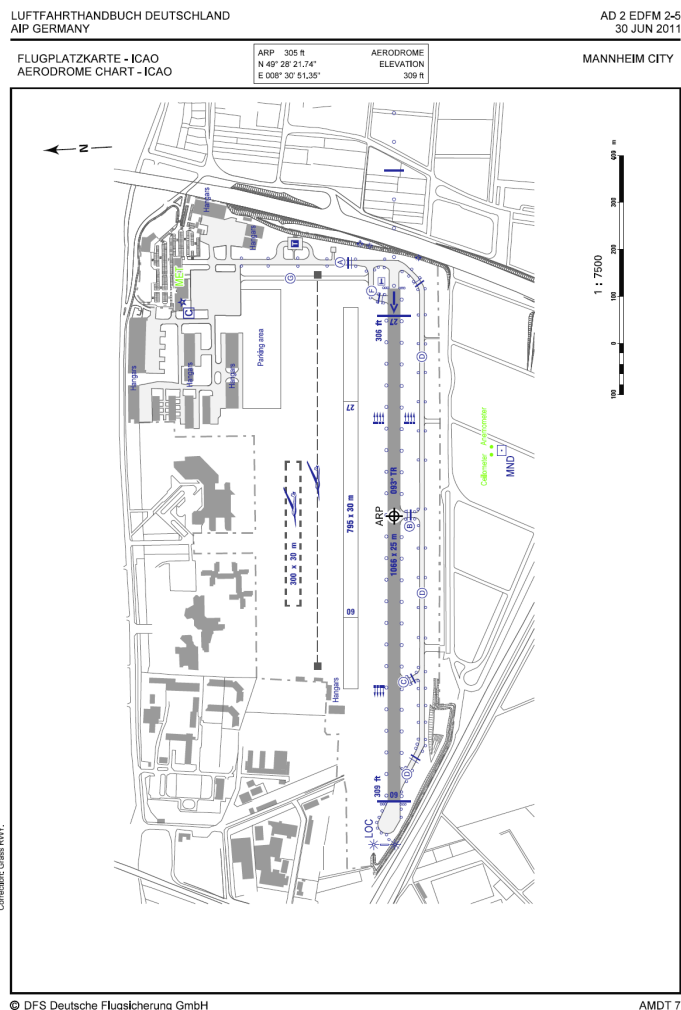 LUFTFAHRTHANDBUCH DEUTSCHLAND
AIP GERMANY
AD 2 EDFM 2-5
30 JUN 2011
FLUGPLATZKARTE - ICAO
AERODROME CHART - ICAO
ARP 305 ft
N 49° 28' 21.74"
E 008° 30' 51,35"
AERODROME
ELEVATION
309 ft
MANNHEIM CITY
N
Hangars
Hangars
MET
C
T
A
G
F
T
306 ft
27
Hangars
Hangars
Hangars
Parking area
27
D
1 : 7500
100
0
100
200
300
400 m
093° TR
ARP
B
1066 x 25 m
795 x 30 m
300 x 30 m
Ceilometer
Anemometer
MND
D
09
C
Hangars
D
309 ft
09
LOC
Correction: Grass RWY.
© DFS Deutsche Flugsicherung GmbH
AMDT 7